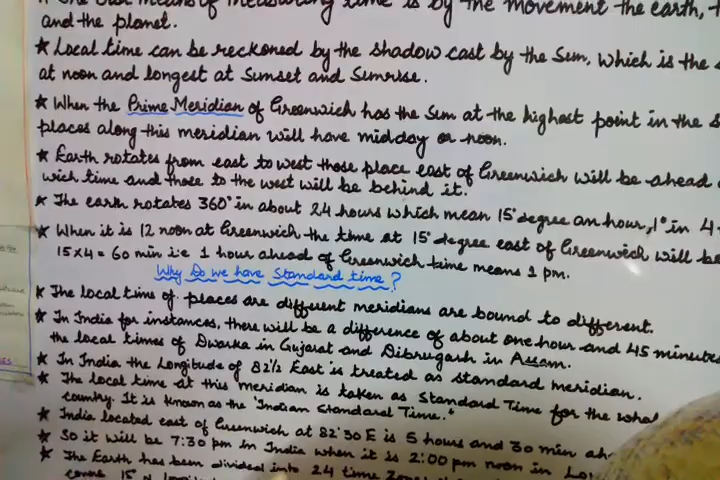 means of measuring time is by the movement the earth,
and the planet.
★ Local time can be reckoned by the shadow cast by the Sun, which is the
at noon and longest at Sunset and Sunrise.
★ When the Prime Meridian of Greenwich has the Sun at the highest point in the
places along this meridian will have midday or noon.
★ Earth rotates from east to west those place east of Greenwich will be ahead
wich time and those to the west will be behind it.
★ The earth rotates 360° in about 24 hours which mean 15° degree an hour, 1° in 4
★ When it is 12 noon at Greenwich the time at 15° degree east of Greenwich will be
15x4 = 60 min i.e 1 hour ahead of Greenwich time means 1 pm.
Why Do we have Standard time?
★ The local time of places are different meridians are bound to different.
★ In India for instances, there will be a difference of about one hour and 45 minutes
the local times of Dwarka in Gujarat and Dibrugarh in Assam.
★ In India the Longitude of 82½ East is treated as standard meridian.
★ The local time at this meridian is taken as Standard Time for the
country. It is known as the "Indian Standard Time."
★ India located east of Greenwich at 82°30 E is 5 hours and 30 min
★ So it will be 7:30 pm in India when it is 2:00 pm noon in
★ The Earth has been divided into 24 time
15°